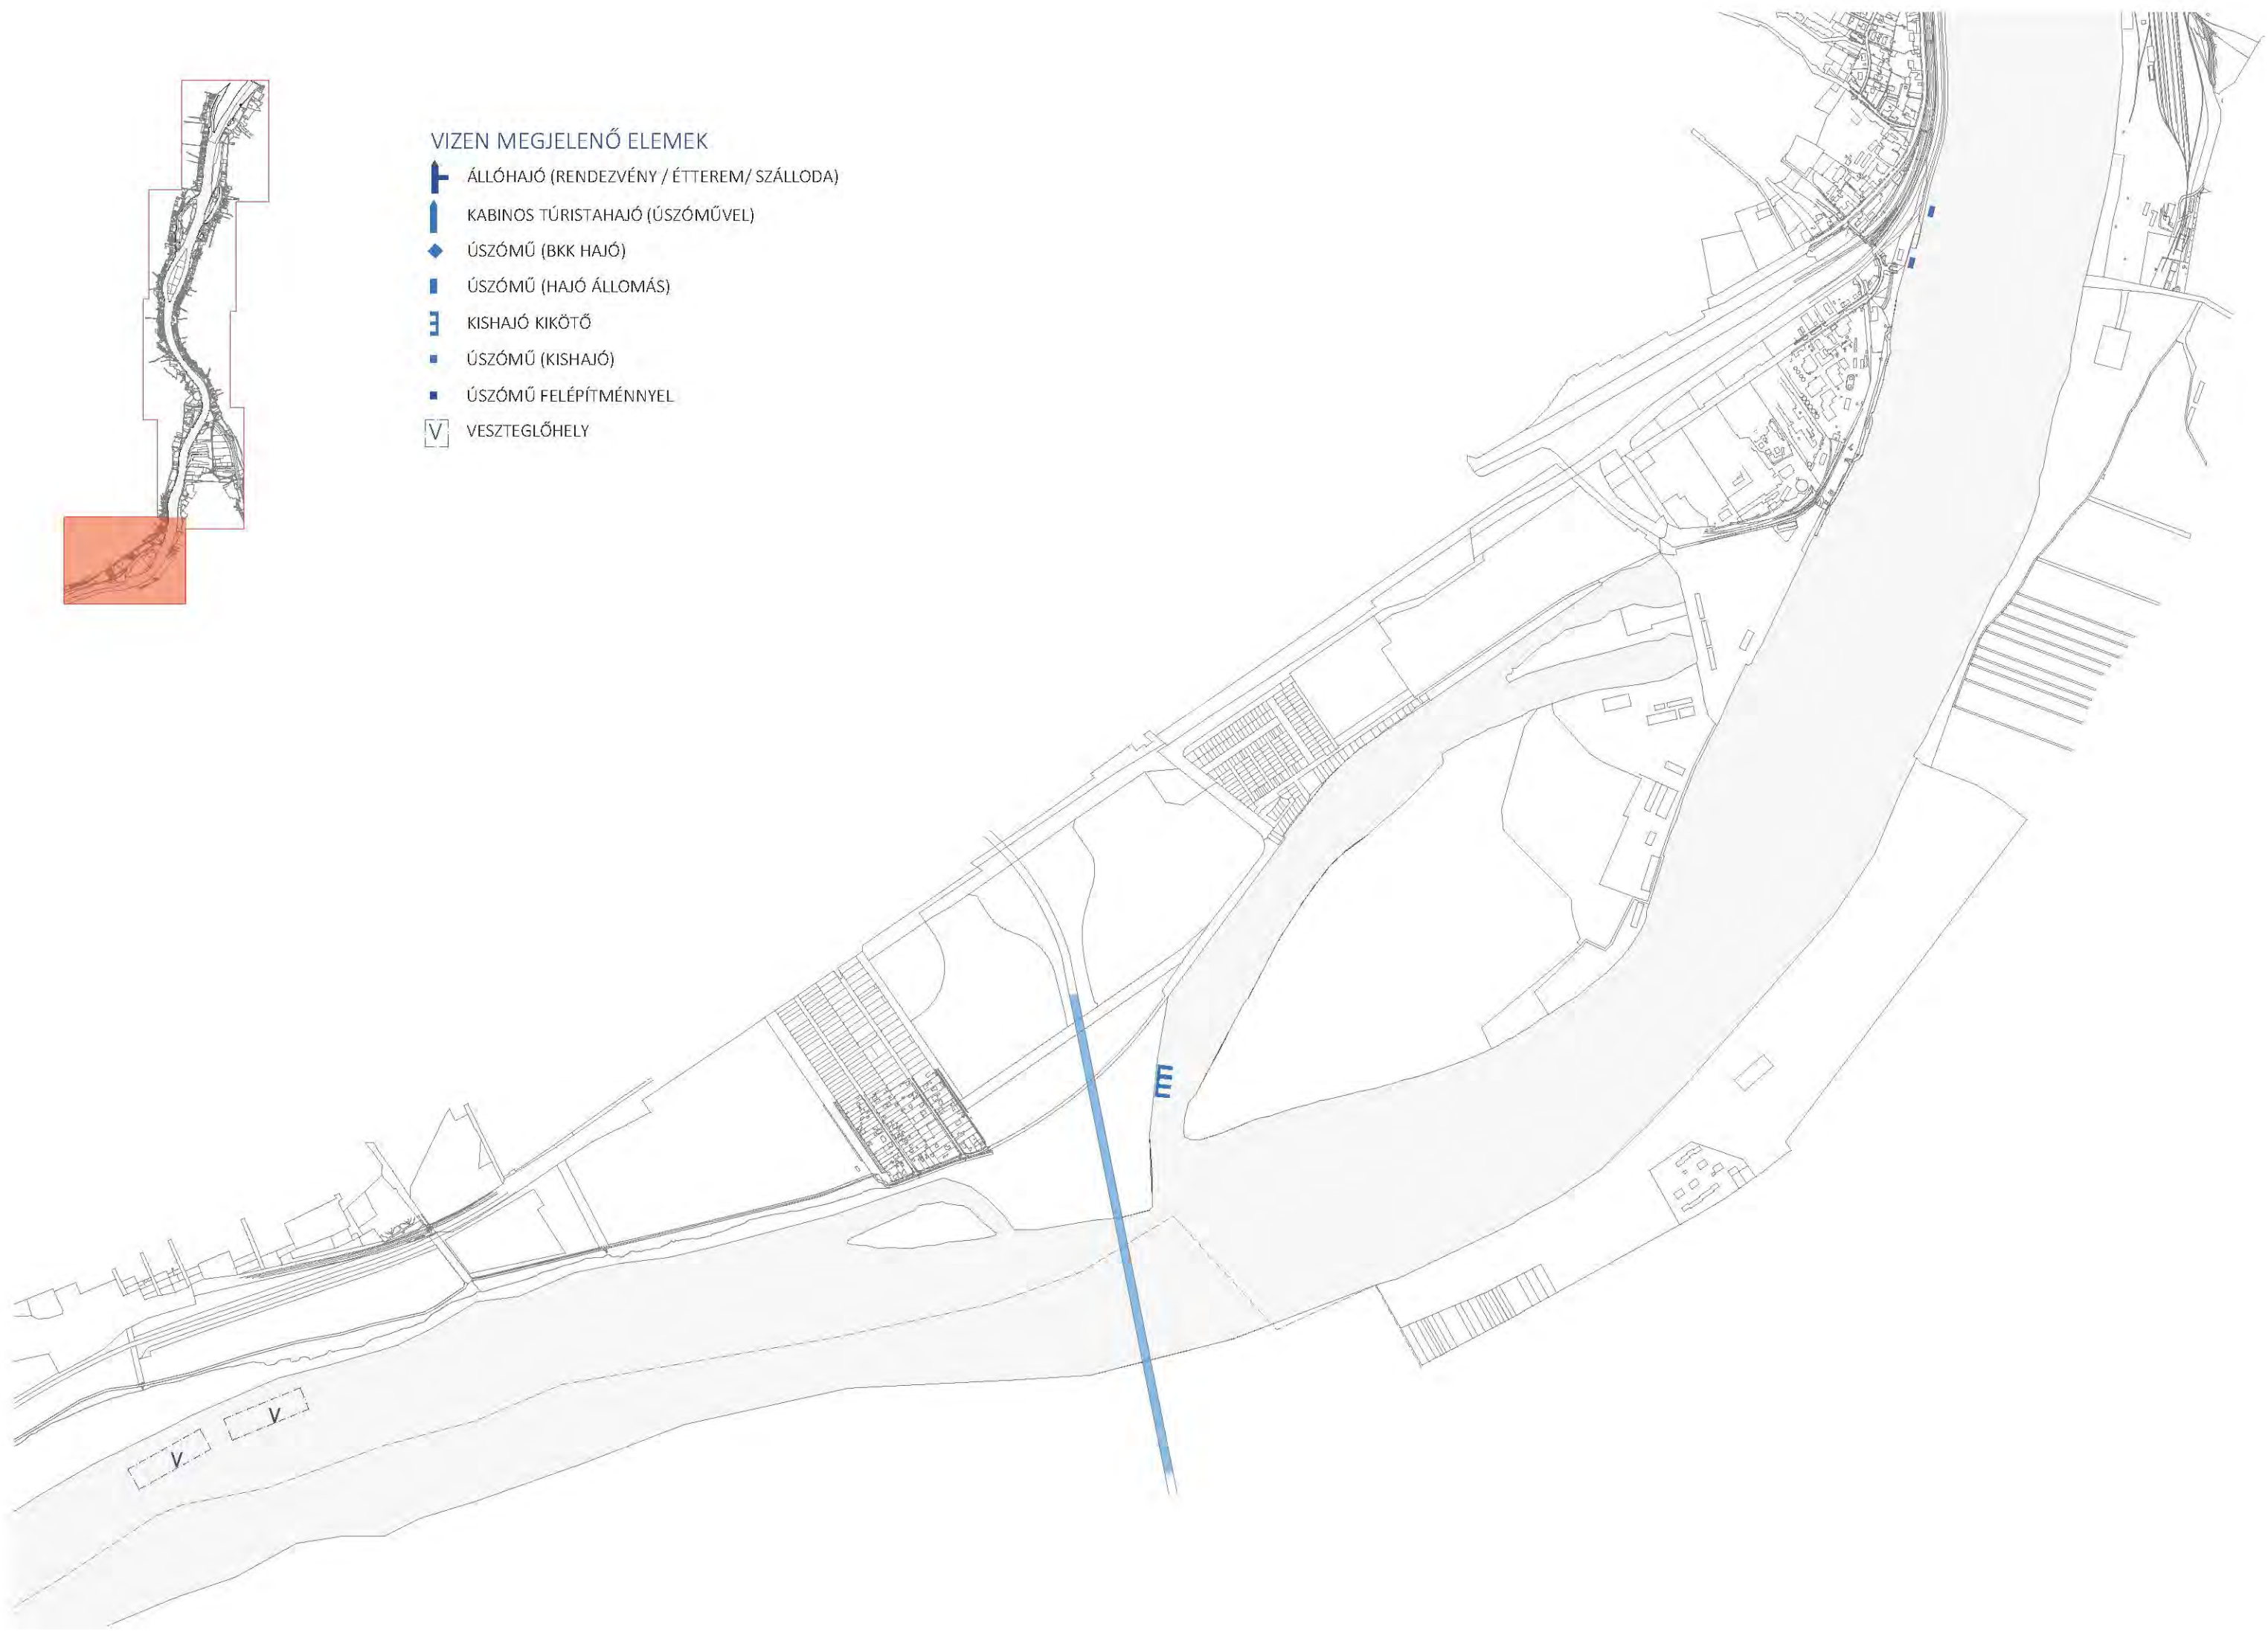 VIZEN MEGJELENŐ ELEMEK
ÁLLÓHAJÓ (RENDEZVÉNY / ÉTTEREM/ SZÁLLODA)
KABINOS TÚRISTAHAJÓ (ÚSZÓMŰVEL)
ÚSZÓMŰ (BKK HAJÓ)
ÚSZÓMŰ (HAJÓ ÁLLOMÁS)
KISHAJÓ KIKÖTŐ
ÚSZÓMŰ (KISHAJÓ)
ÚSZÓMŰ FELÉPÍTMÉNNYEL
V VESZTEGLŐHELY
V
V